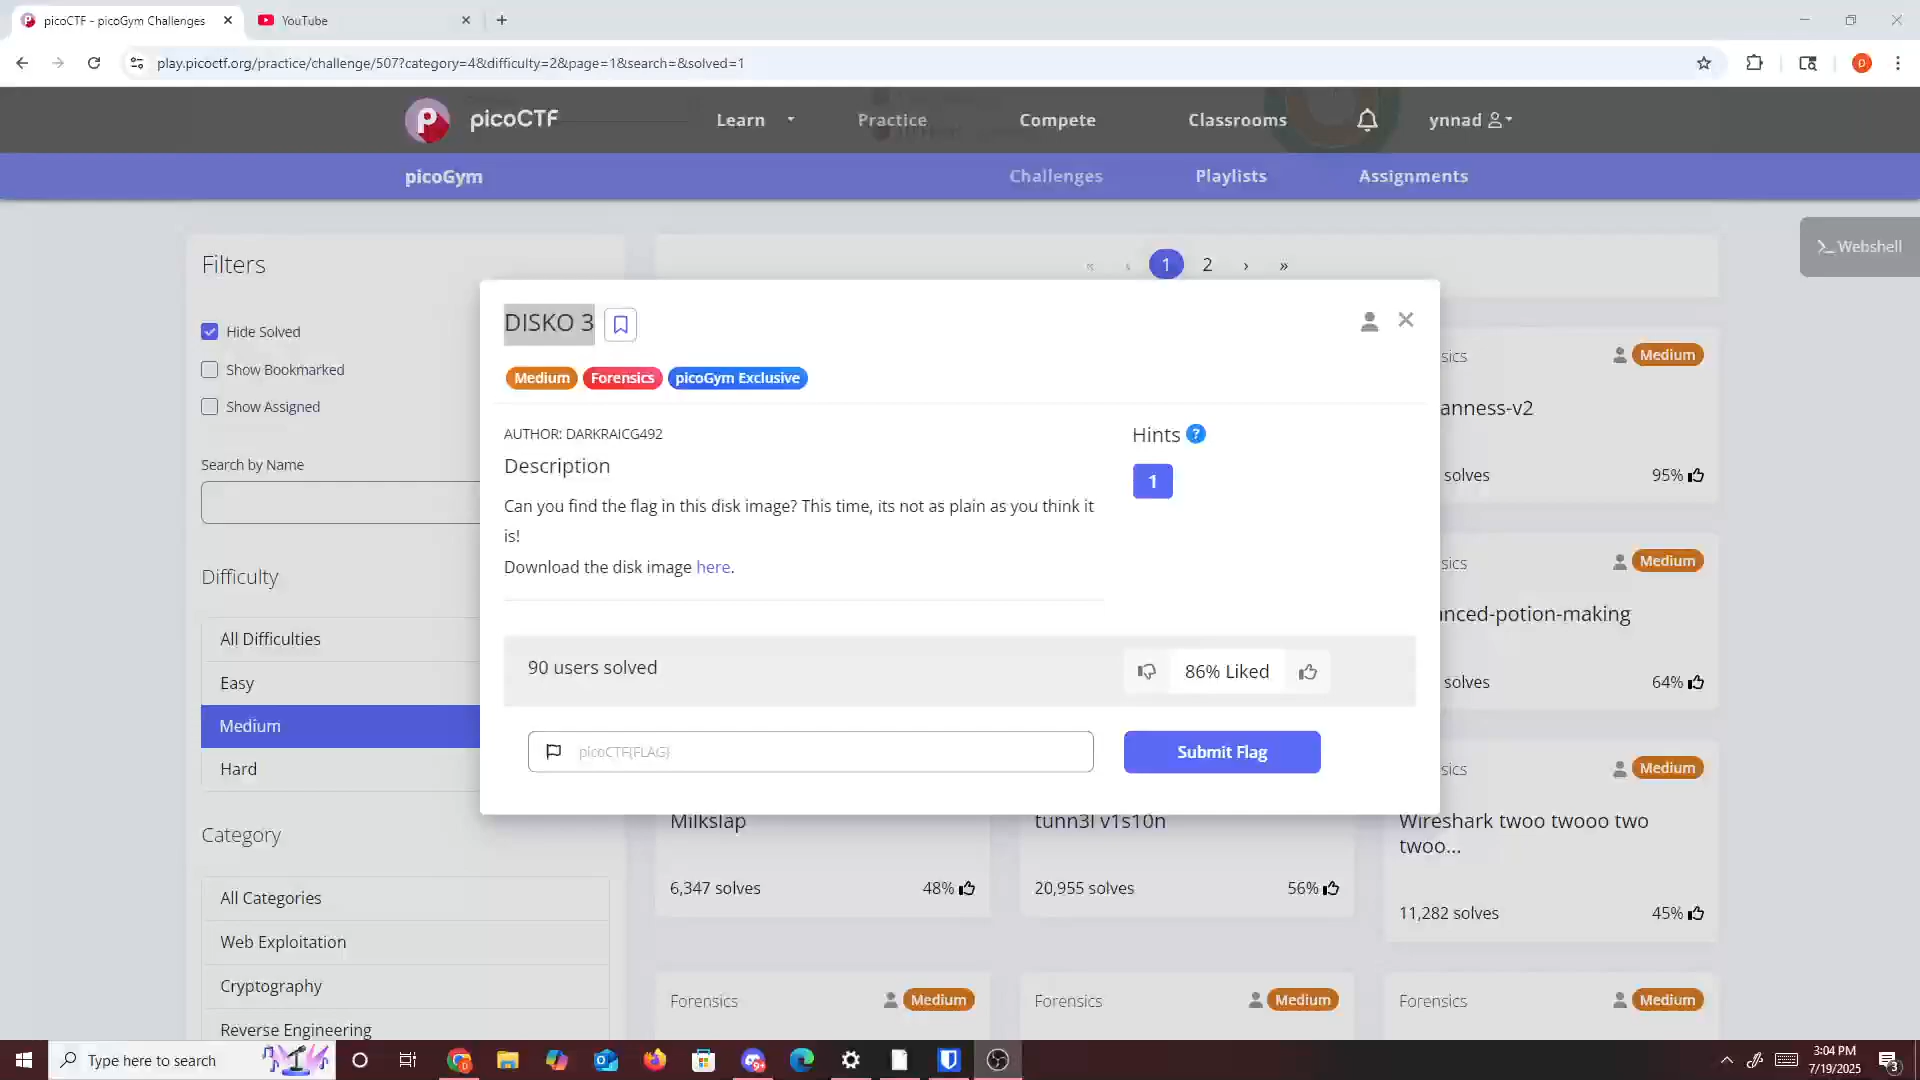 picoCTF - picoGym Challenges
YouTube
play.picoctf.org/practice/challenge/507?category=4&difficulty=2&page=1&search=&solved=1
D
picoCTF
Learn
Practice
Compete
Classrooms
ynnad
picoGym
Challenges
Playlists
Assignments
Webshell
Filters
Hide Solved
Show Bookmarked
Show Assigned
Search by Name
Difficulty
All Difficulties
Easy
Medium
Hard
Category
All Categories
Web Exploitation
Cryptography
Reverse Engineering
« ‹ 1 2 › »
DISKO 3
Medium Forensics picoGym Exclusive
AUTHOR: DARKRAICG492
Description
Can you find the flag in this disk image? This time, its not as plain as you think it
is!
Download the disk image here.
Hints ?
1
90 users solved
86% Liked
picoCTF{FLAG}
Submit Flag
sics
Medium
anness-v2
solves
95%
sics
Medium
nced-potion-making
solves
64%
sics
Medium
Milkslap
6,347 solves
48%
tunn3l v1s10n
20,955 solves
56%
Wireshark twoo twooo two
twoo...
11,282 solves
45%
Forensics
Medium
Forensics
Medium
Forensics
Medium
Type here to search
9+
3:04 PM
7/19/2025
3